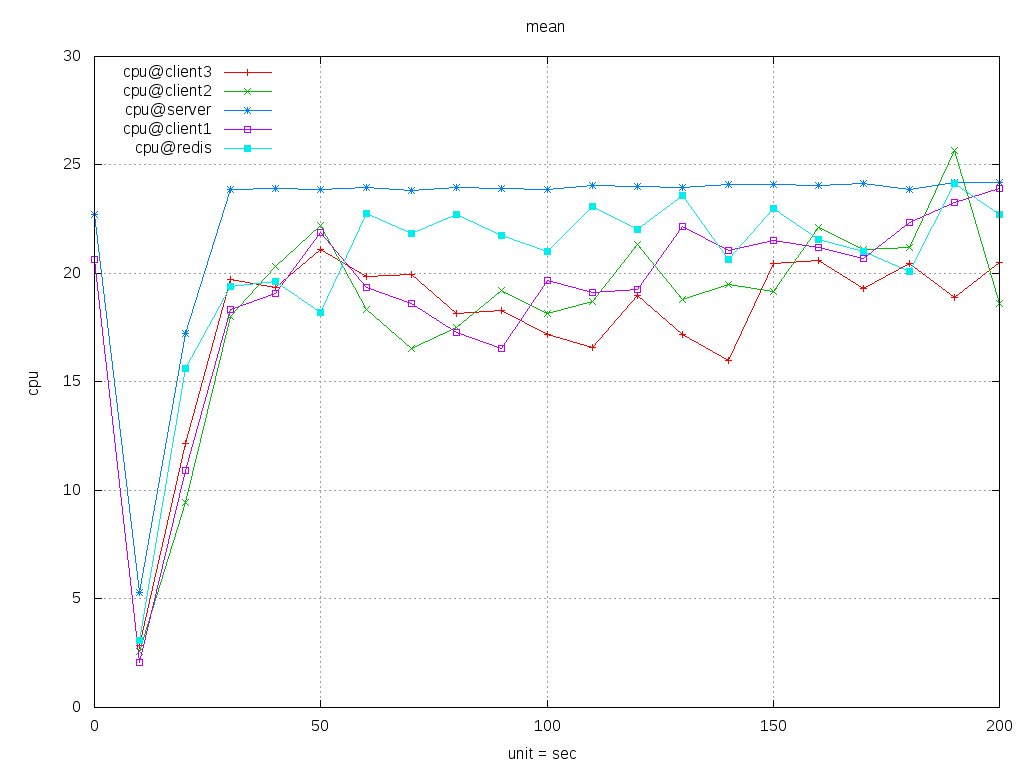 mean
30
25
20
15
10
5
0
cpu
cpu@client3
cpu@client2
cpu@server
cpu@client1
cpu@redis
0 50 100 150 200
unit = sec